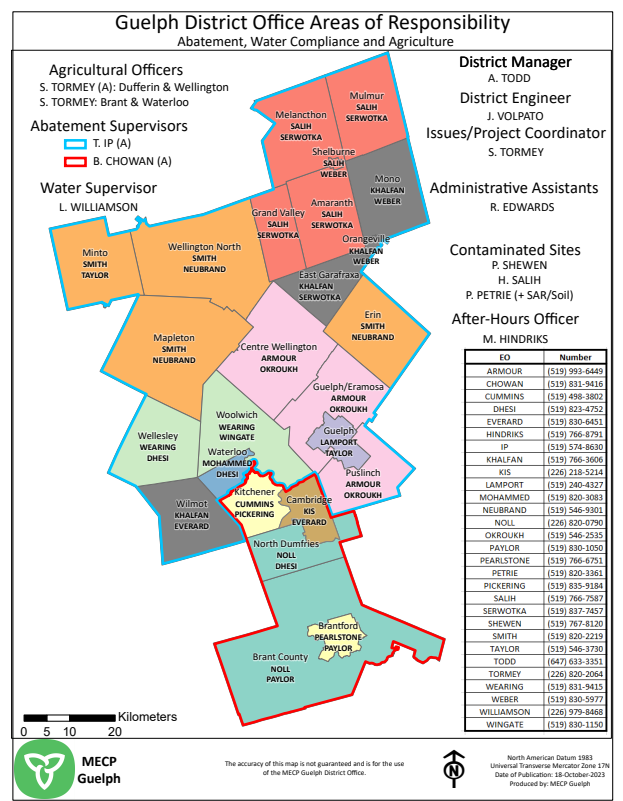 Guelph District Office Areas of Responsibility
Abatement, Water Compliance and Agriculture
Agricultural Officers
S. TORMEY (A): Dufferin & Wellington
S. TORMEY: Brant & Waterloo
Abatement Supervisors
T. IP (A)
B. CHOWAN (A)
Water Supervisor
L. WILLIAMSON
District Manager
A. TODD
District Engineer
J. VOLPATO
Issues/Project Coordinator
S. TORMEY
Administrative Assistants
R. EDWARDS
Contaminated Sites
P. SHEWEN
H. SALIH
P. PETRIE (+ SAR/Soil)
After-Hours Officer
M. HINDRIKS
Mulmur
SALIH
SERWOTKA
Melancthon
SALIH
SERWOTKA
Shelburne
SALIH
WEBER
Mono
KHALFAN
WEBER
Amaranth
SALIH
SERWOTKA
Grand Valley
SALIH
SERWOTKA
Orangeville
KHALFAN
WEBER
East Garafraxa
KHALFAN
SERWOTKA
Minto
SMITH
TAYLOR
Wellington North
SMITH
NEUBRAND
Erin
SMITH
NEUBRAND
Mapleton
SMITH
NEUBRAND
Centre Wellington
ARMOUR
OKROUKH
Guelph/Eramosa
ARMOUR
OKROUKH
Woolwich
WEARING
WINGATE
Guelph
LAMPORT
TAYLOR
Wellesley
WEARING
DHESI
Waterloo
MOHAMMED
DHESI
Puslinch
ARMOUR
OKROUKH
Wilmot
KHALFAN
EVERARD
Kitchener
CUMMINS
PICKERING
Cambridge
KIS
EVERARD
North Dumfries
NOLL
DHESI
Brantford
PEARLSTONE
PAYLOR
Brant County
NOLL
PAYLOR
EO Number
ARMOUR (519) 993-6449
CHOWAN (519) 831-9416
CUMMINS (519) 498-3802
DHESI (519) 823-4752
EVERARD (519) 830-6451
HINDRIKS (519) 766-8791
IP (519) 574-8630
KHALFAN (519) 766-3606
KIS (226) 218-5214
LAMPORT (519) 240-4327
MOHAMMED (519) 820-3083
NEUBRAND (519) 546-9301
NOLL (226) 820-0790
OKROUKH (519) 546-2535
PAYLOR (519) 830-1050
PEARLSTONE (519) 766-6751
PETRIE (519) 820-3361
PICKERING (519) 835-9184
SALIH (519) 766-7587
SERWOTKA (519) 837-7457
SHEWEN (519) 767-8120
SMITH (519) 820-2219
TAYLOR (519) 546-3730
TODD (647) 633-3351
TORMEY (226) 820-2064
WEARING (519) 831-9415
WEBER (519) 830-5977
WILLIAMSON (226) 979-8468
WINGATE (519) 830-1150
Kilometers
0 5 10 20
MECP
Guelph
The accuracy of this map is not guaranteed and is for the use
of the MECP Guelph District Office.
N
North American Datum 1983
Universal Transverse Mercator Zone 17N
Date of Publication: 18-October-2023
Produced by: MECP Guelph